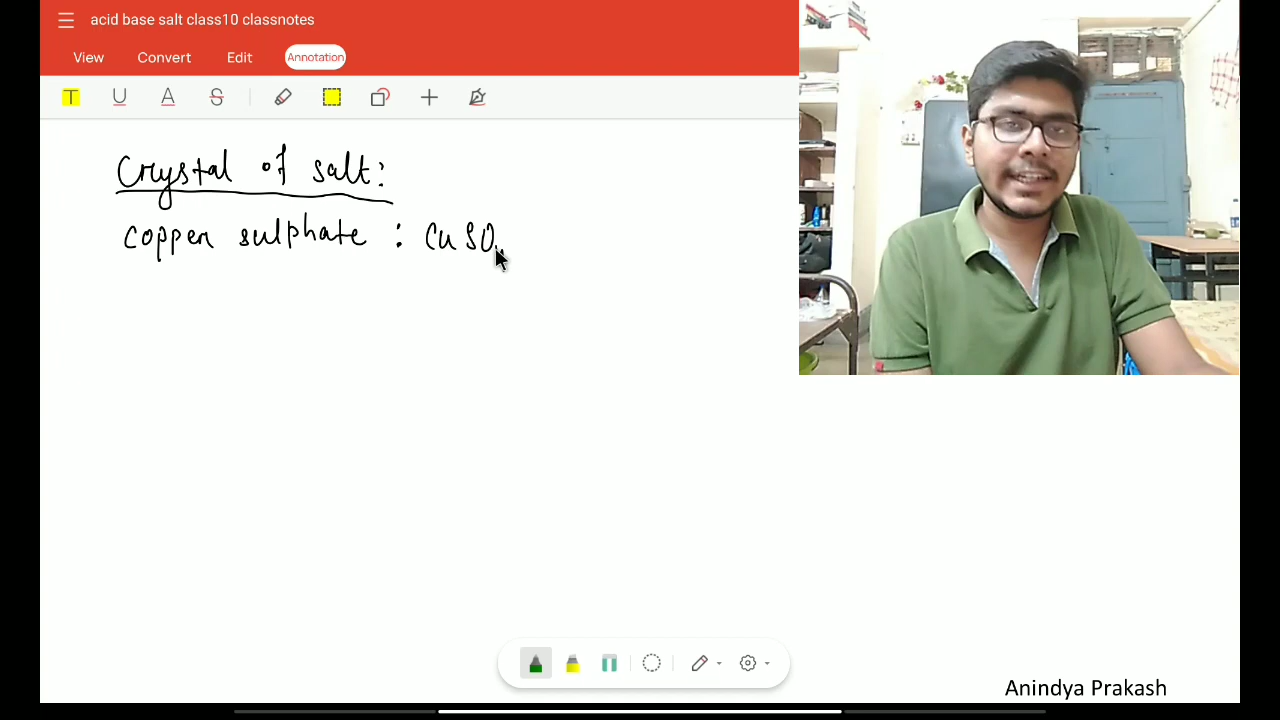 acid base salt class10 classnotes
View Convert Edit Annotation
T U A S
Crystal of salt:
Copper sulphate : CuSO
Anindya Prakash